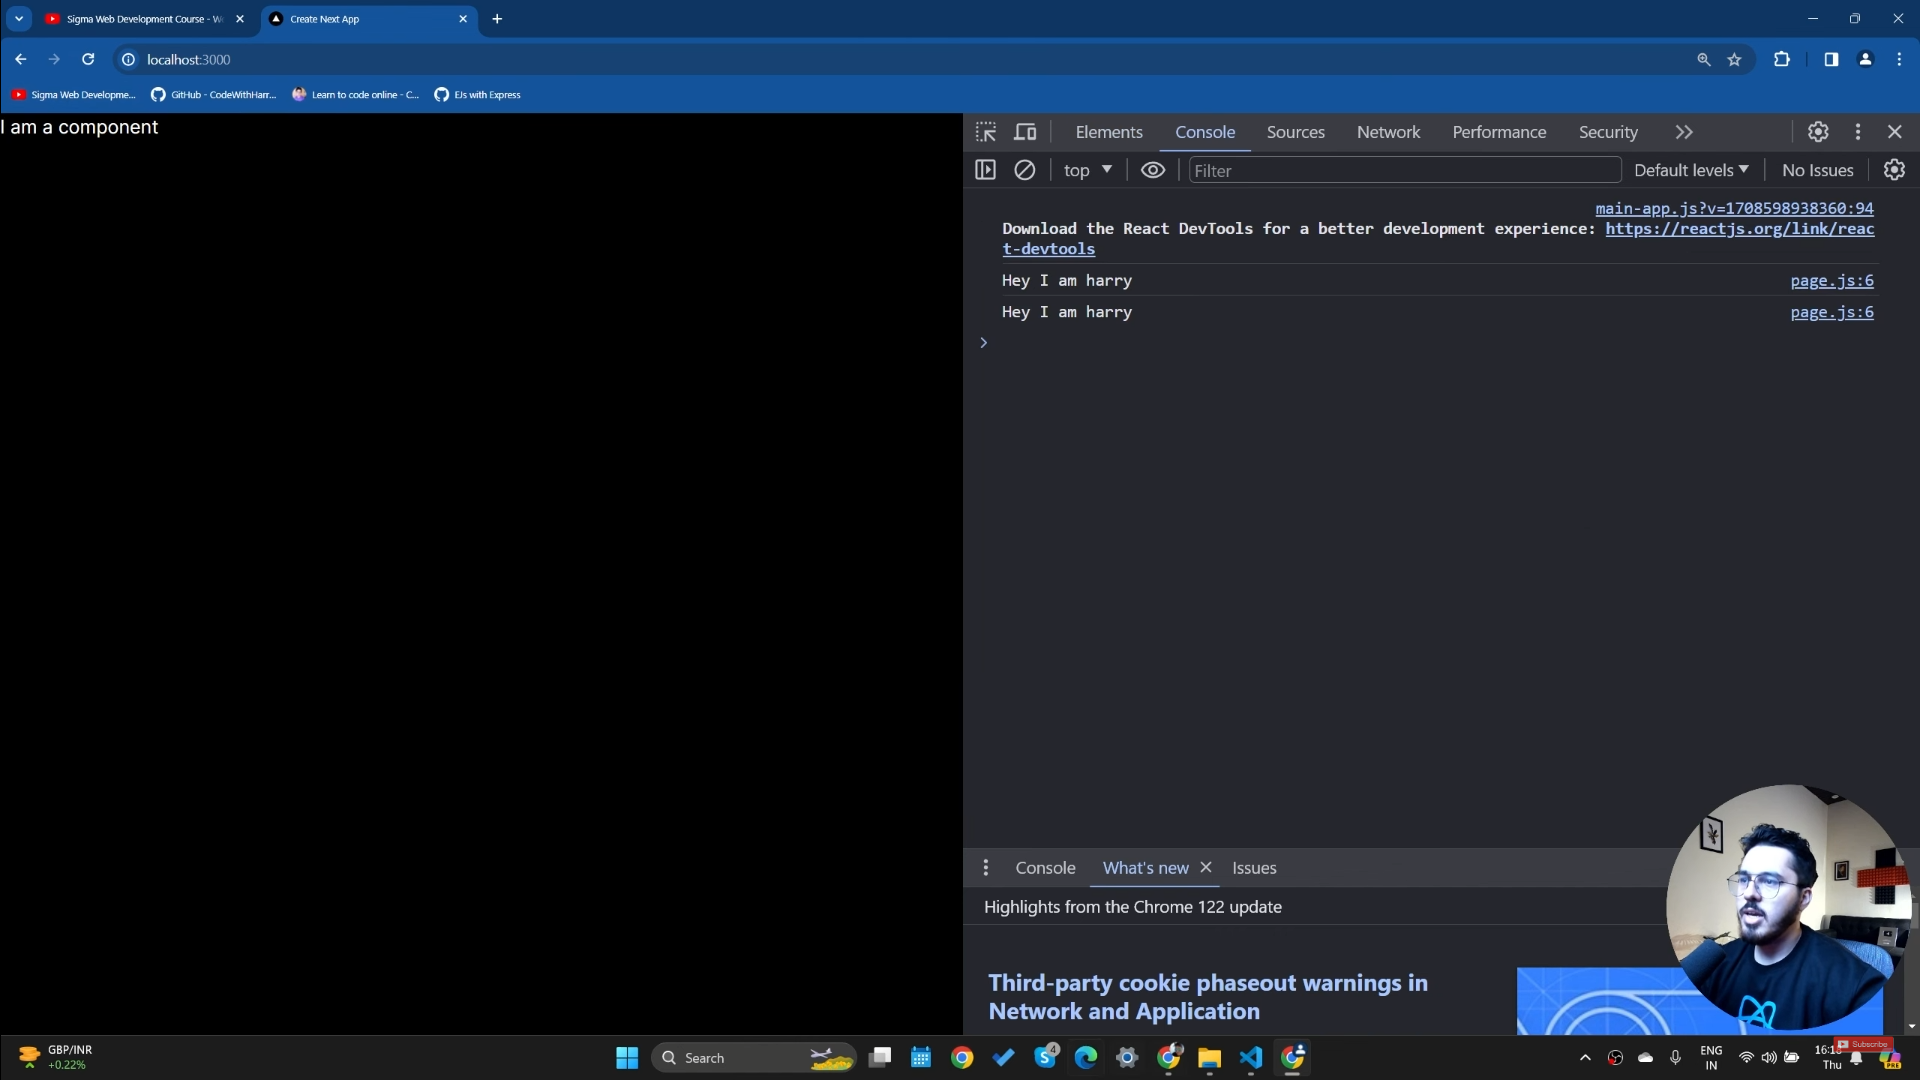 Sigma Web Development Course - W
Create Next App
localhost:3000
Sigma Web Developme...
GitHub - CodeWithHarr...
Learn to code online - C...
EJs with Express
I am a component
Elements
Console
Sources
Network
Performance
Security
top
Filter
Default levels
No Issues
main-app.js?v=1708598938360:94
Download the React DevTools for a better development experience: https://reactjs.org/link/reac
t-devtools
Hey I am harry page.js:6
Hey I am harry page.js:6
Console
What's new
Issues
Highlights from the Chrome 122 update
Third-party cookie phaseout warnings in
Network and Application
Subscribe
GBP/INR
+0.22%
Search
4
ENG
IN
Thu
PRE